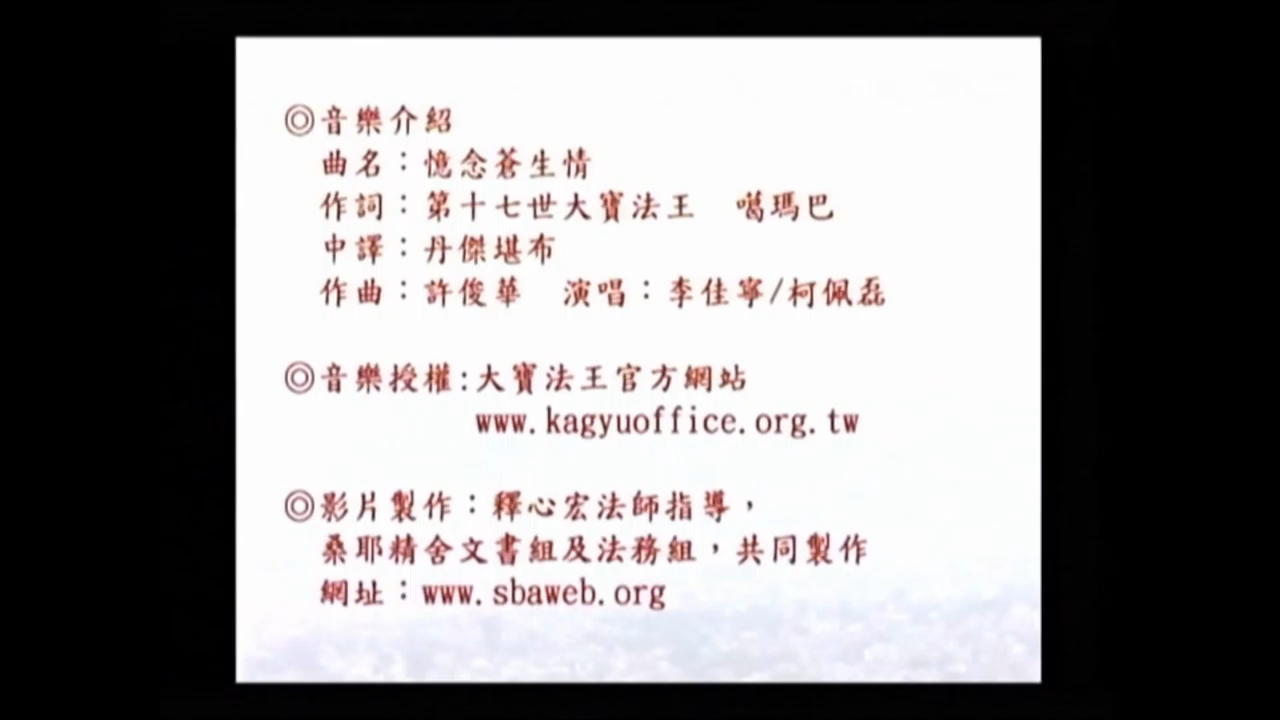 ◎音樂介紹
曲名：憶念蒼生情
作詞：第十七世大寶法王　噶瑪巴
中譯：丹傑堪布
作曲：許俊華　演唱：李佳寧/柯佩磊
◎音樂授權:大寶法王官方網站
www.kagyuoffice.org.tw
◎影片製作：釋心宏法師指導，
桑耶精舍文書組及法務組，共同製作
網址：www.sbaweb.org